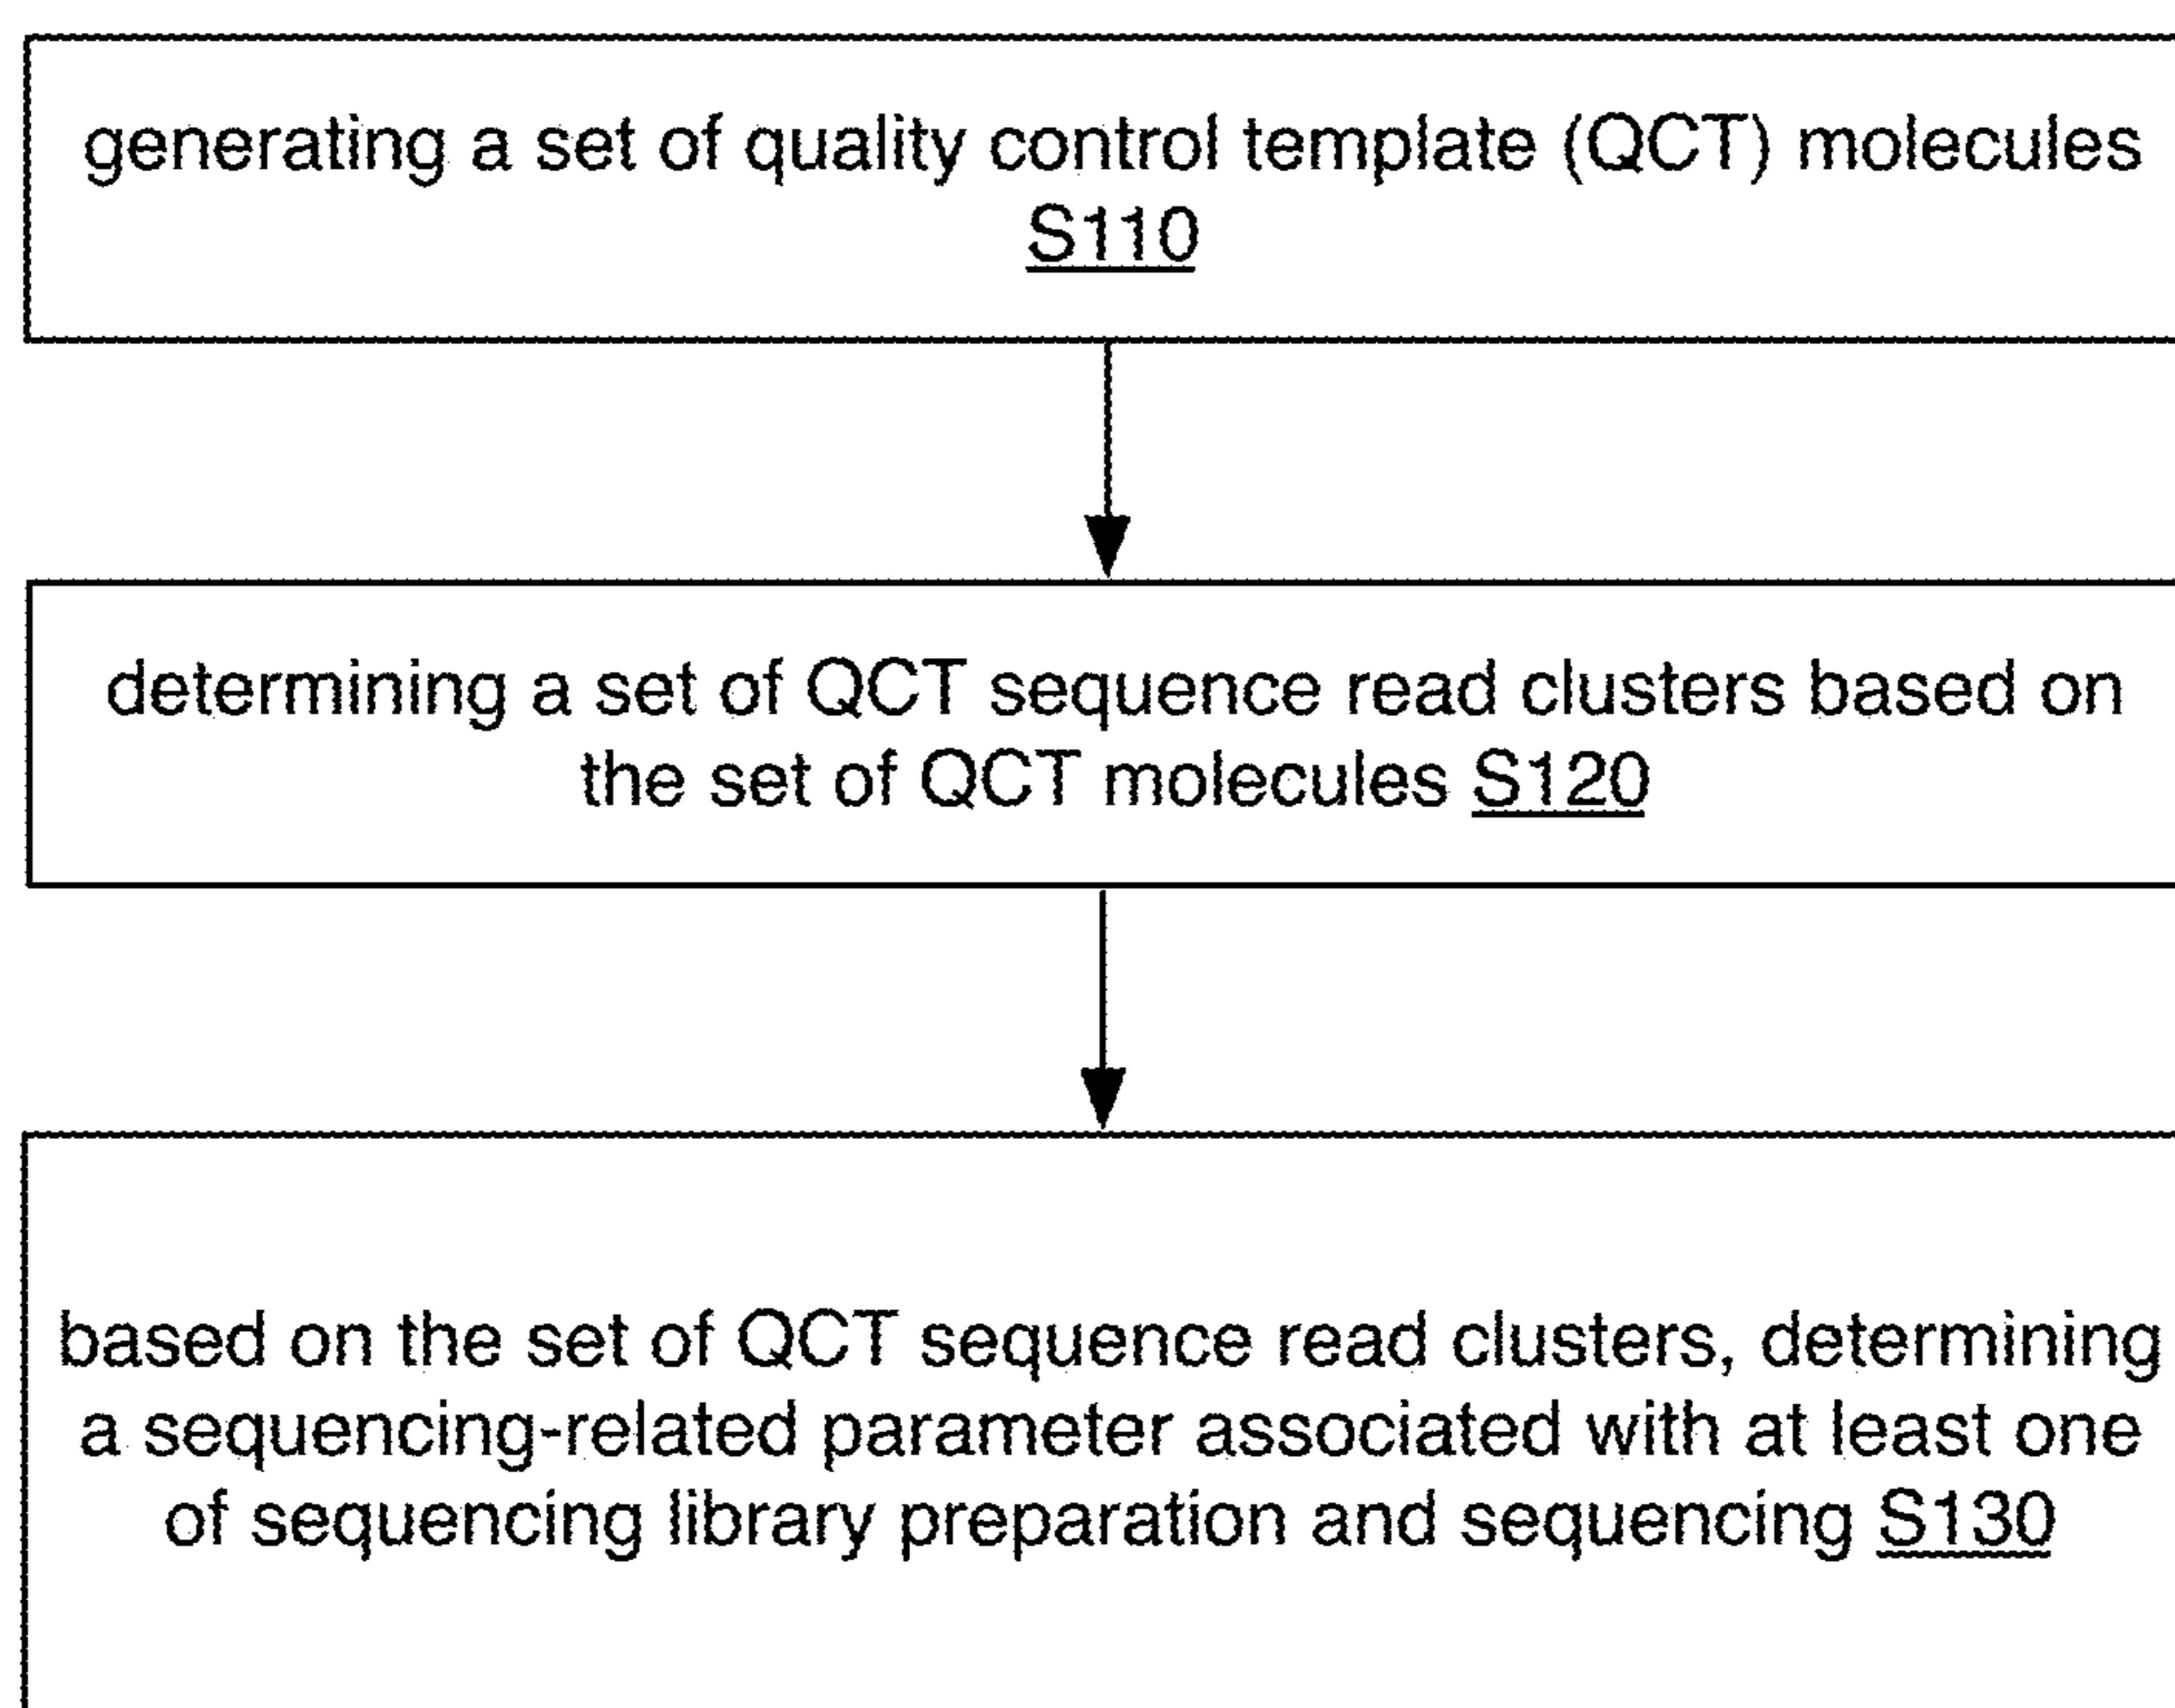 generating a set of quality control template (QCT) molecules
S110
determining a set of QCT sequence read clusters based on
the set of QCT molecules S120
based on the set of QCT sequence read clusters, determining
a sequencing-related parameter associated with at least one
of sequencing library preparation and sequencing S130